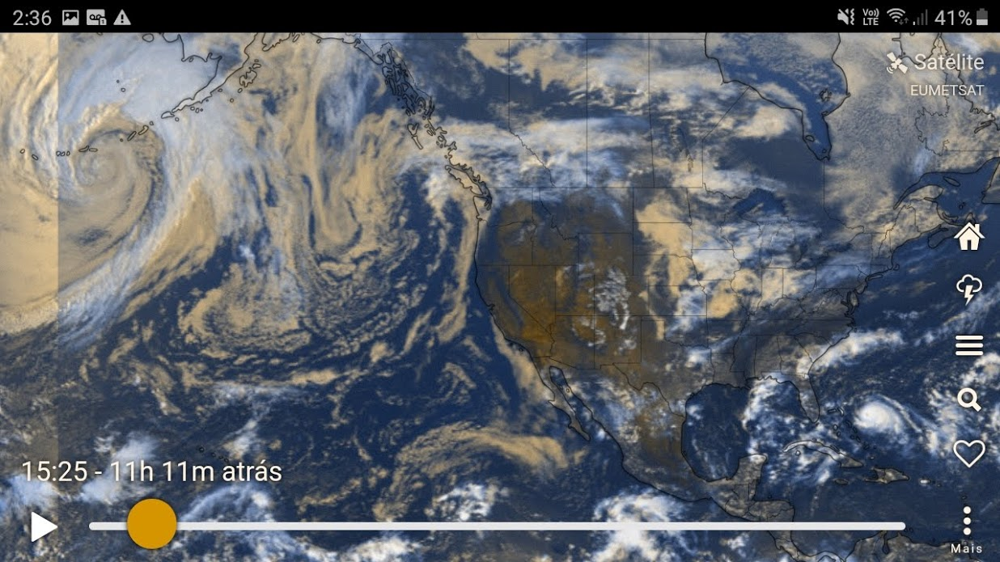 2:36
Vo)) LTE
41%
Satélite
EUMETSAT
15:25 - 11h 11m atrás
Mais